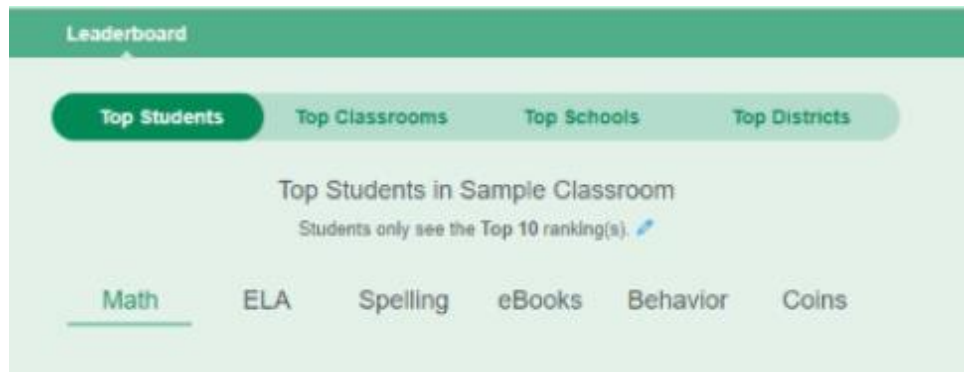 Leaderboard
Top Students Top Classrooms Top Schools Top Districts
Top Students in Sample Classroom
Students only see the Top 10 ranking(s).
Math ELA Spelling eBooks Behavior Coins